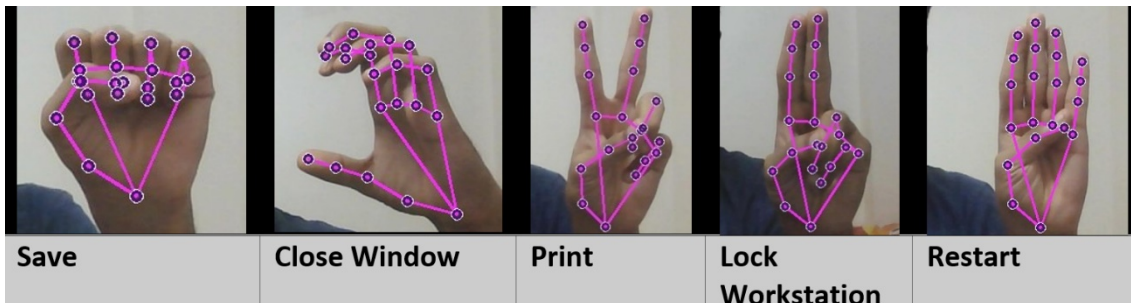 Save
Close Window
Print
Lock
Workstation
Restart